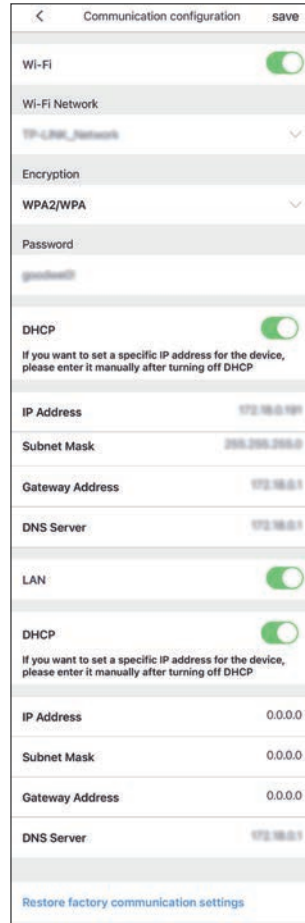 Communication configuration save
Wi-Fi
Wi-Fi Network
Encryption
WPA2/WPA
Password
DHCP
If you want to set a specific IP address for the device,
please enter it manually after turning off DHCP
IP Address
Subnet Mask
Gateway Address
DNS Server
LAN
DHCP
If you want to set a specific IP address for the device,
please enter it manually after turning off DHCP
IP Address 0.0.0.0
Subnet Mask 0.0.0.0
Gateway Address 0.0.0.0
DNS Server
Restore factory communication settings